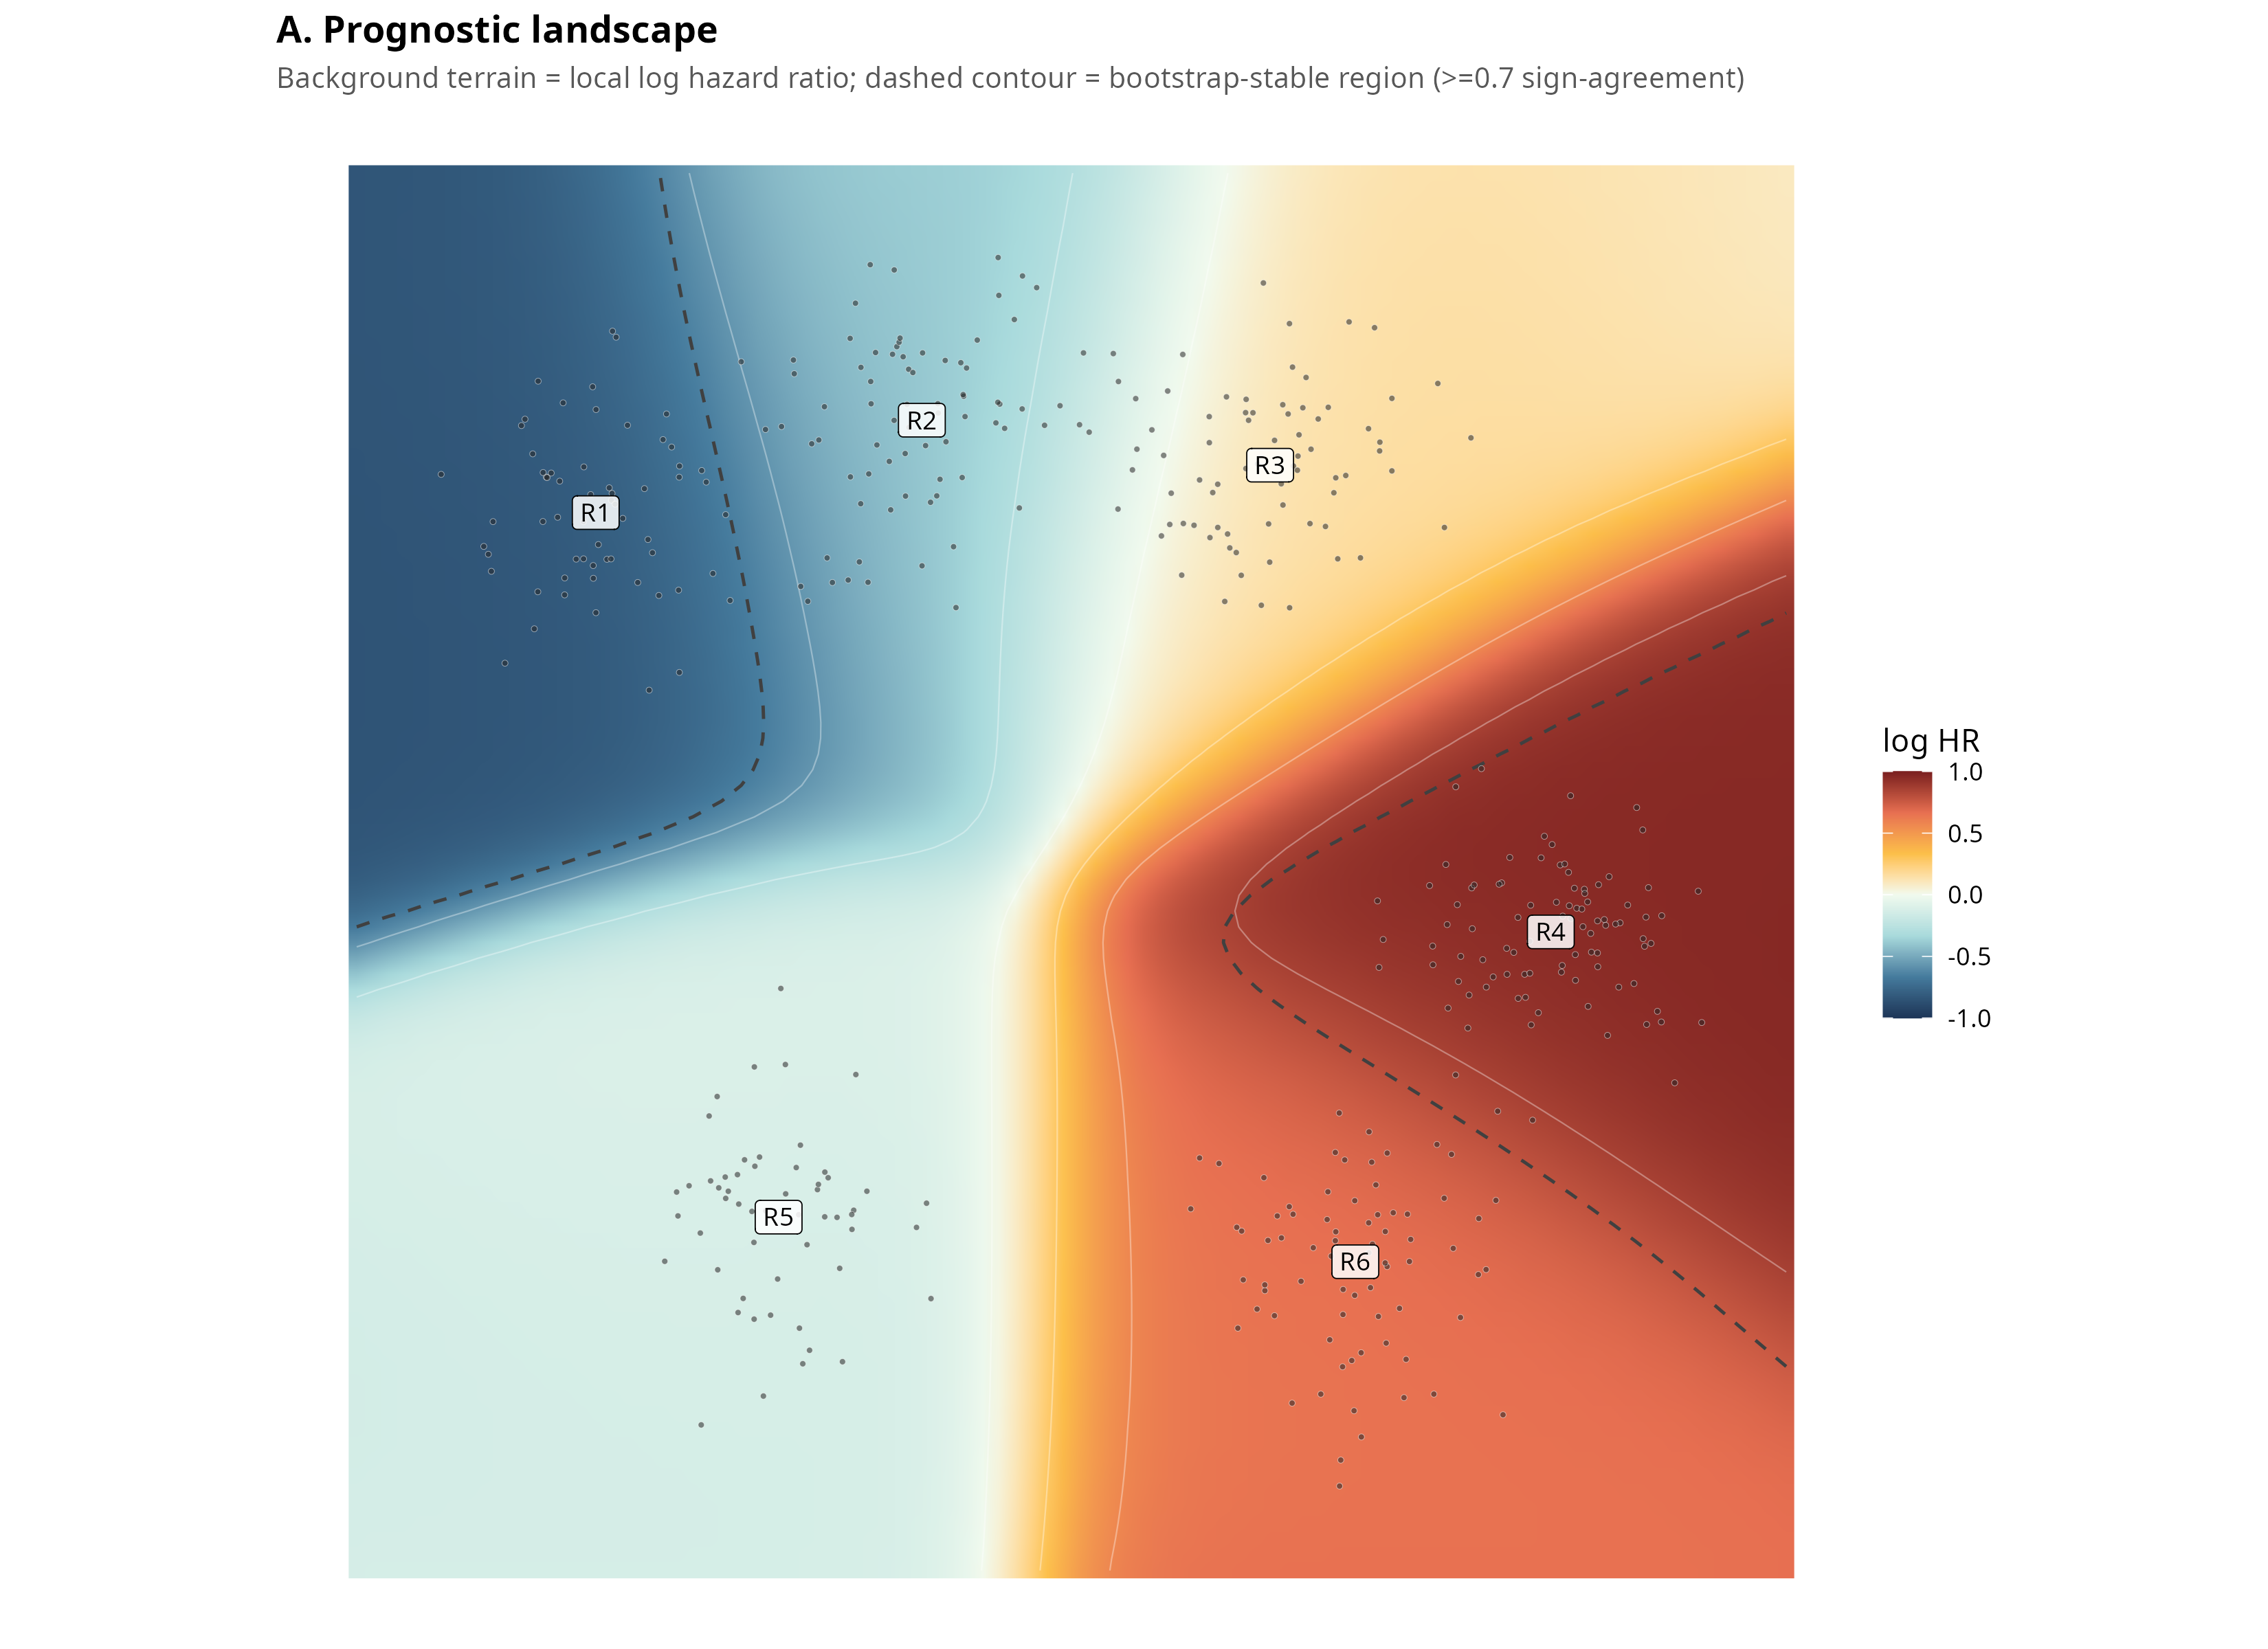 A. Prognostic landscape
Background terrain = local log hazard ratio; dashed contour = bootstrap-stable region (>=0.7 sign-agreement)
R2
R3
R1
log HR
1.0
0.5
0.0
-0.5
-1.0
R4
R5
R6